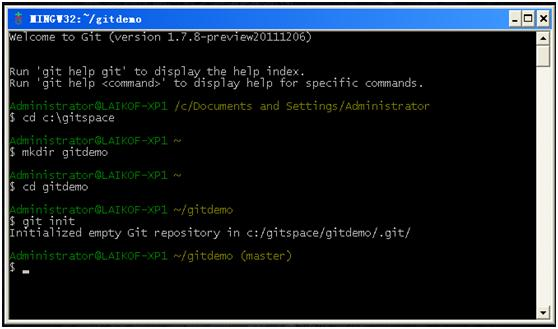 MINGW32:~/gitdemo
Welcome to Git (version 1.7.8-preview20111206)
Run 'git help git' to display the help index.
Run 'git help <command>' to display help for specific commands.
Administrator@LAIKOF-XP1 /c/Documents and Settings/Administrator
$ cd c:\gitspace
Administrator@LAIKOF-XP1 ~
$ mkdir gitdemo
Administrator@LAIKOF-XP1 ~
$ cd gitdemo
Administrator@LAIKOF-XP1 ~/gitdemo
$ git init
Initialized empty Git repository in c:/gitspace/gitdemo/.git/
Administrator@LAIKOF-XP1 ~/gitdemo (master)
$